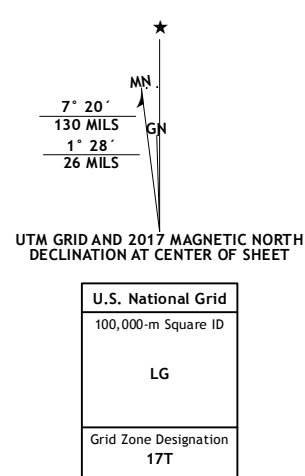 ★
MN
7° 20´
130 MILS
GN
1° 28´
26 MILS
UTM GRID AND 2017 MAGNETIC NORTH
DECLINATION AT CENTER OF SHEET
U.S. National Grid
100,000-m Square ID
LG
Grid Zone Designation
17T